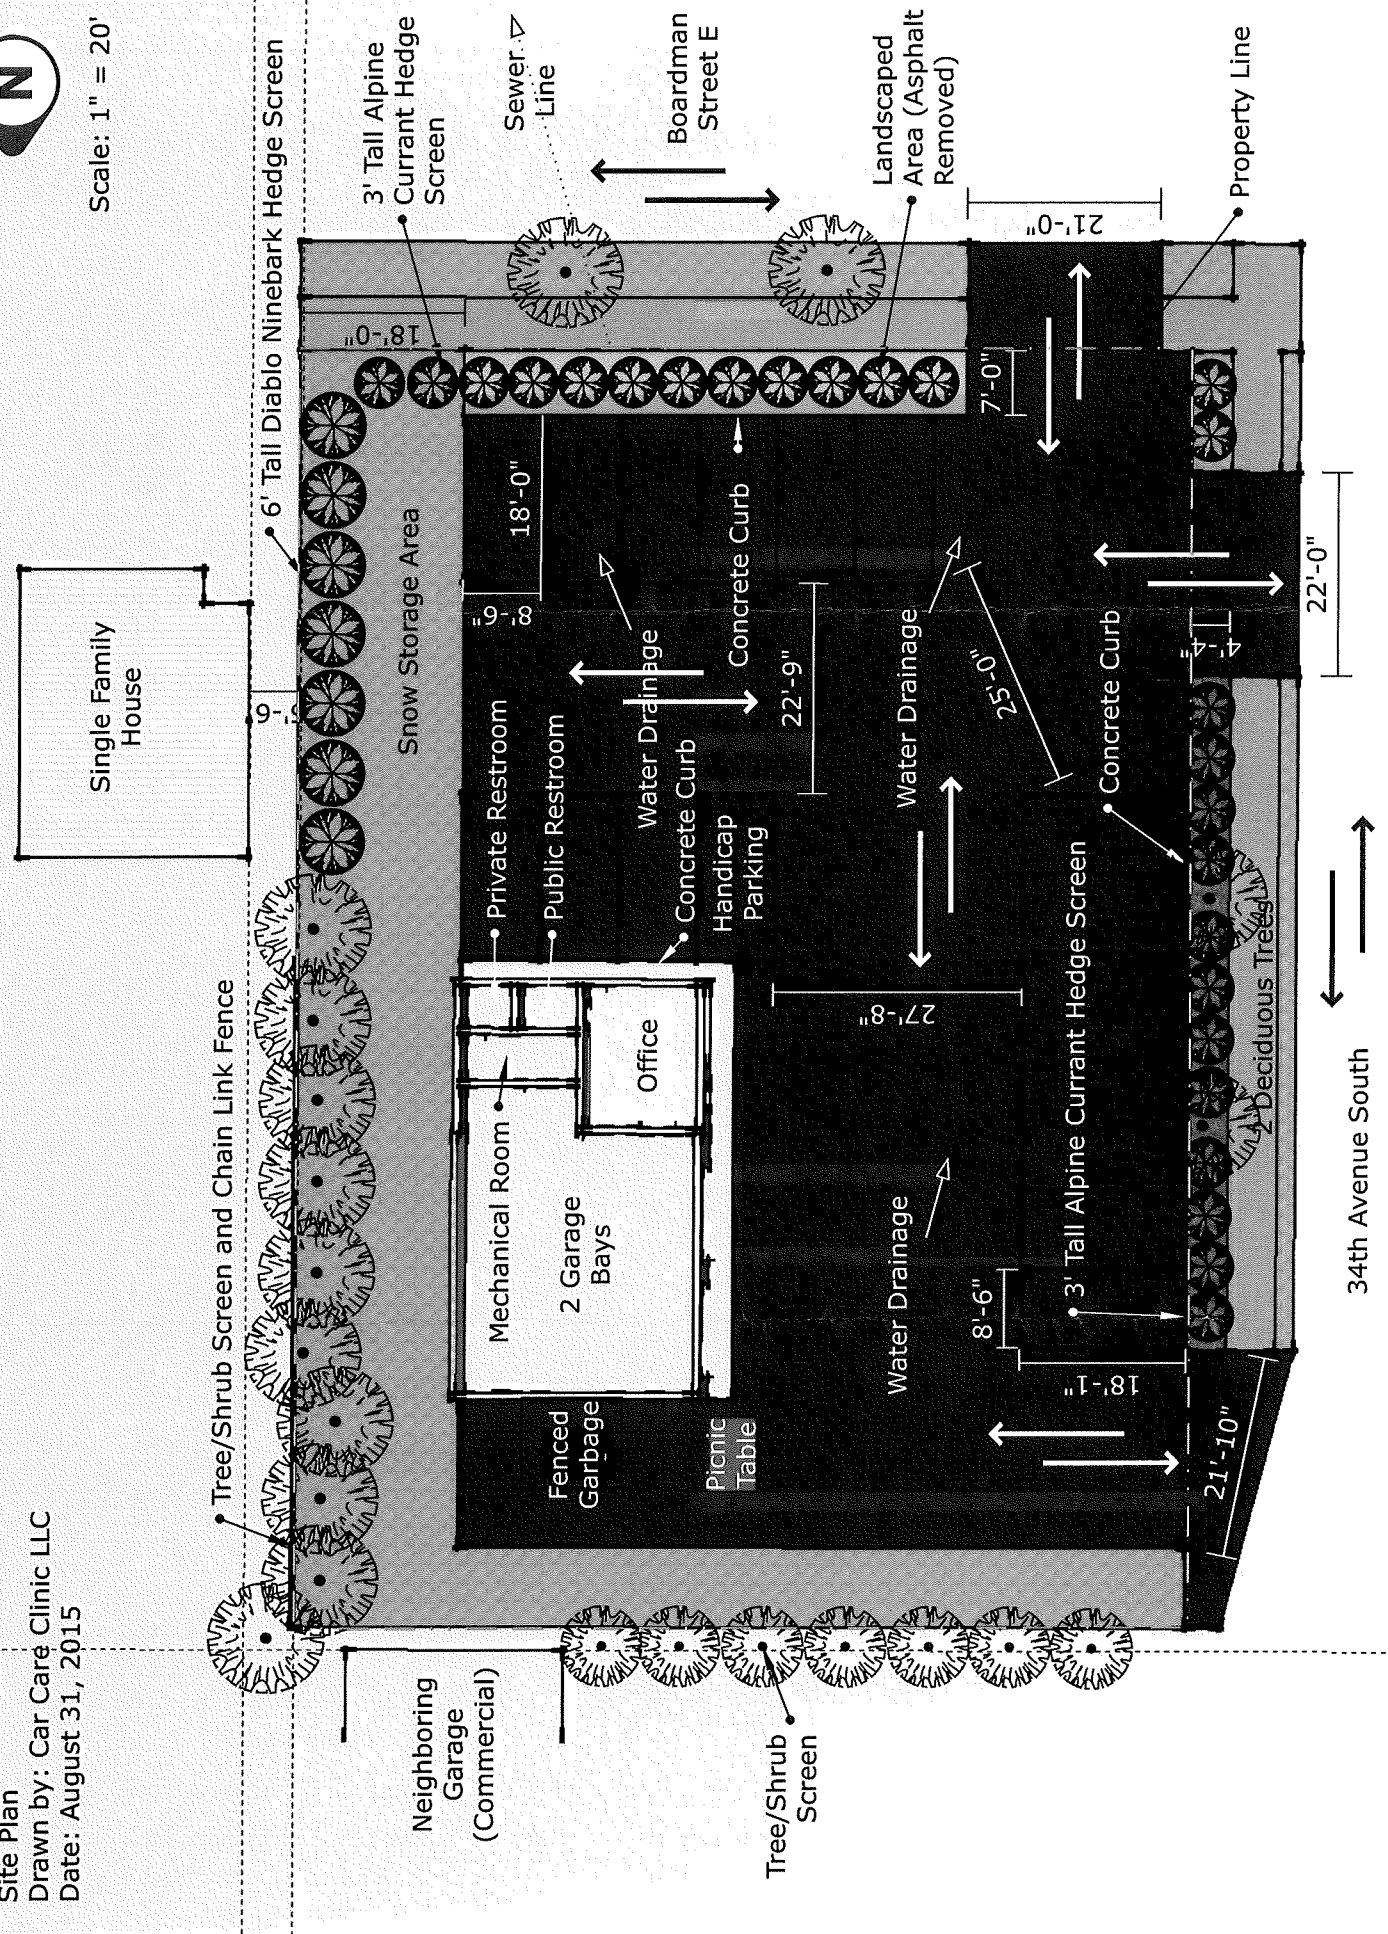 Site Plan
Drawn by: Car Care Clinic LLC
Date: August 31, 2015
N
Scale: 1" = 20'
Single Family
House
Tree/Shrub Screen and Chain Link Fence
6' Tall Diablo Ninebark Hedge Screen
3' Tall Alpine
Currant Hedge
Screen
18'-0"
Snow Storage Area
Neighboring
Garage
(Commercial)
Sewer
Line
Mechanical Room
Private Restroom
Public Restroom
18'-0"
8'-6"
2 Garage
Bays
Office
Fenced
Garbage
Water Drainage
Concrete Curb
Boardman
Street E
Handicap
Parking
Concrete Curb
Picnic
Table
22'-9"
Tree/Shrub
Screen
Water Drainage
Water Drainage
27'-8"
25'-0"
Landscaped
Area (Asphalt
Removed)
7'-0"
21'-0"
8'-6"
18'-1"
3' Tall Alpine Currant Hedge Screen
Concrete Curb
4'-4"
Property Line
21'-10"
2 Deciduous Trees
22'-0"
34th Avenue South